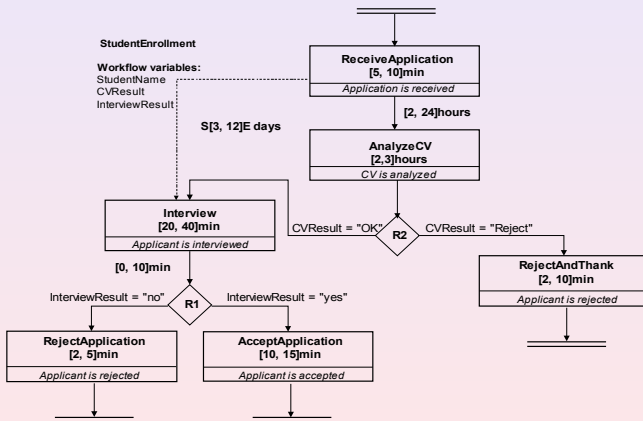 StudentEnrollment
Workflow variables:
StudentName
CVResult
InterviewResult
ReceiveApplication
[5, 10]min
Application is received
[2, 24]hours
S[3, 12]E days
AnalyzeCV
[2,3]hours
CV is analyzed
Interview
[20, 40]min
Applicant is interviewed
CVResult = "OK"
R2
CVResult = "Reject"
[0, 10]min
RejectAndThank
[2, 10]min
Applicant is rejected
InterviewResult = "no"
R1
InterviewResult = "yes"
RejectApplication
[2, 5]min
Applicant is rejected
AcceptApplication
[10, 15]min
Applicant is accepted